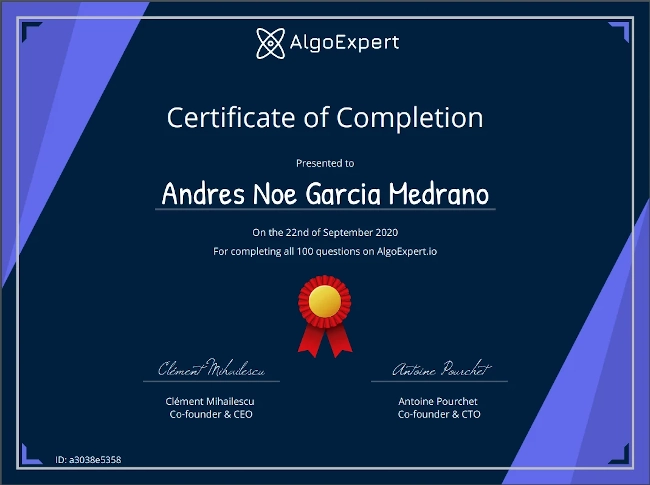 AlgoExpert
Certificate of Completion
Presented to
Andres Noe Garcia Medrano
On the 22nd of September 2020
For completing all 100 questions on AlgoExpert.io
Clément Mihailescu
Antoine Pourchet
Clément Mihailescu
Antoine Pourchet
Co-founder & CEO
Co-founder & CTO
ID: a3038e5358